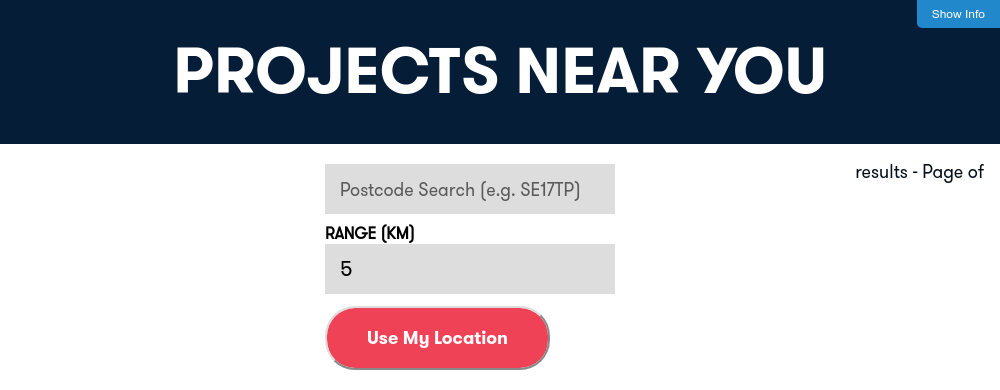 Show Info
PROJECTS NEAR YOU
Postcode Search (e.g. SE17TP)
results - Page of
RANGE (KM)
5
Use My Location